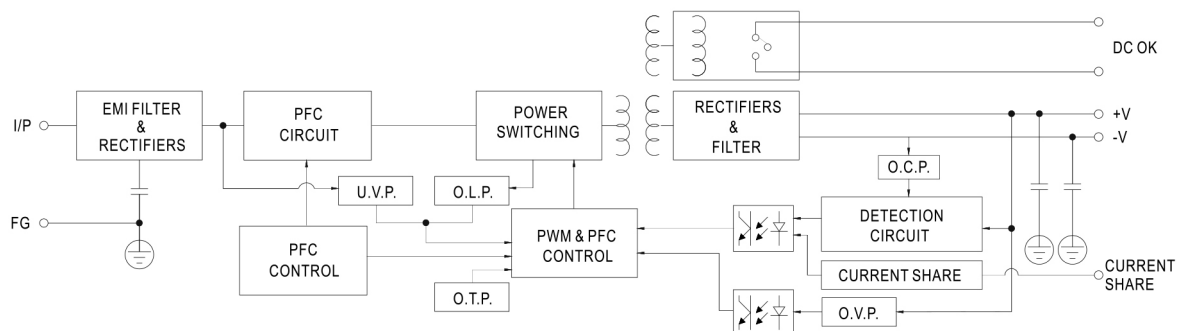 DC OK
I/P
EMI FILTER
&
RECTIFIERS
PFC
CIRCUIT
POWER
SWITCHING
RECTIFIERS
&
FILTER
+V
-V
O.C.P.
U.V.P.
O.L.P.
FG
PFC
CONTROL
PWM & PFC
CONTROL
DETECTION
CIRCUIT
CURRENT SHARE
CURRENT
SHARE
O.T.P.
O.V.P.